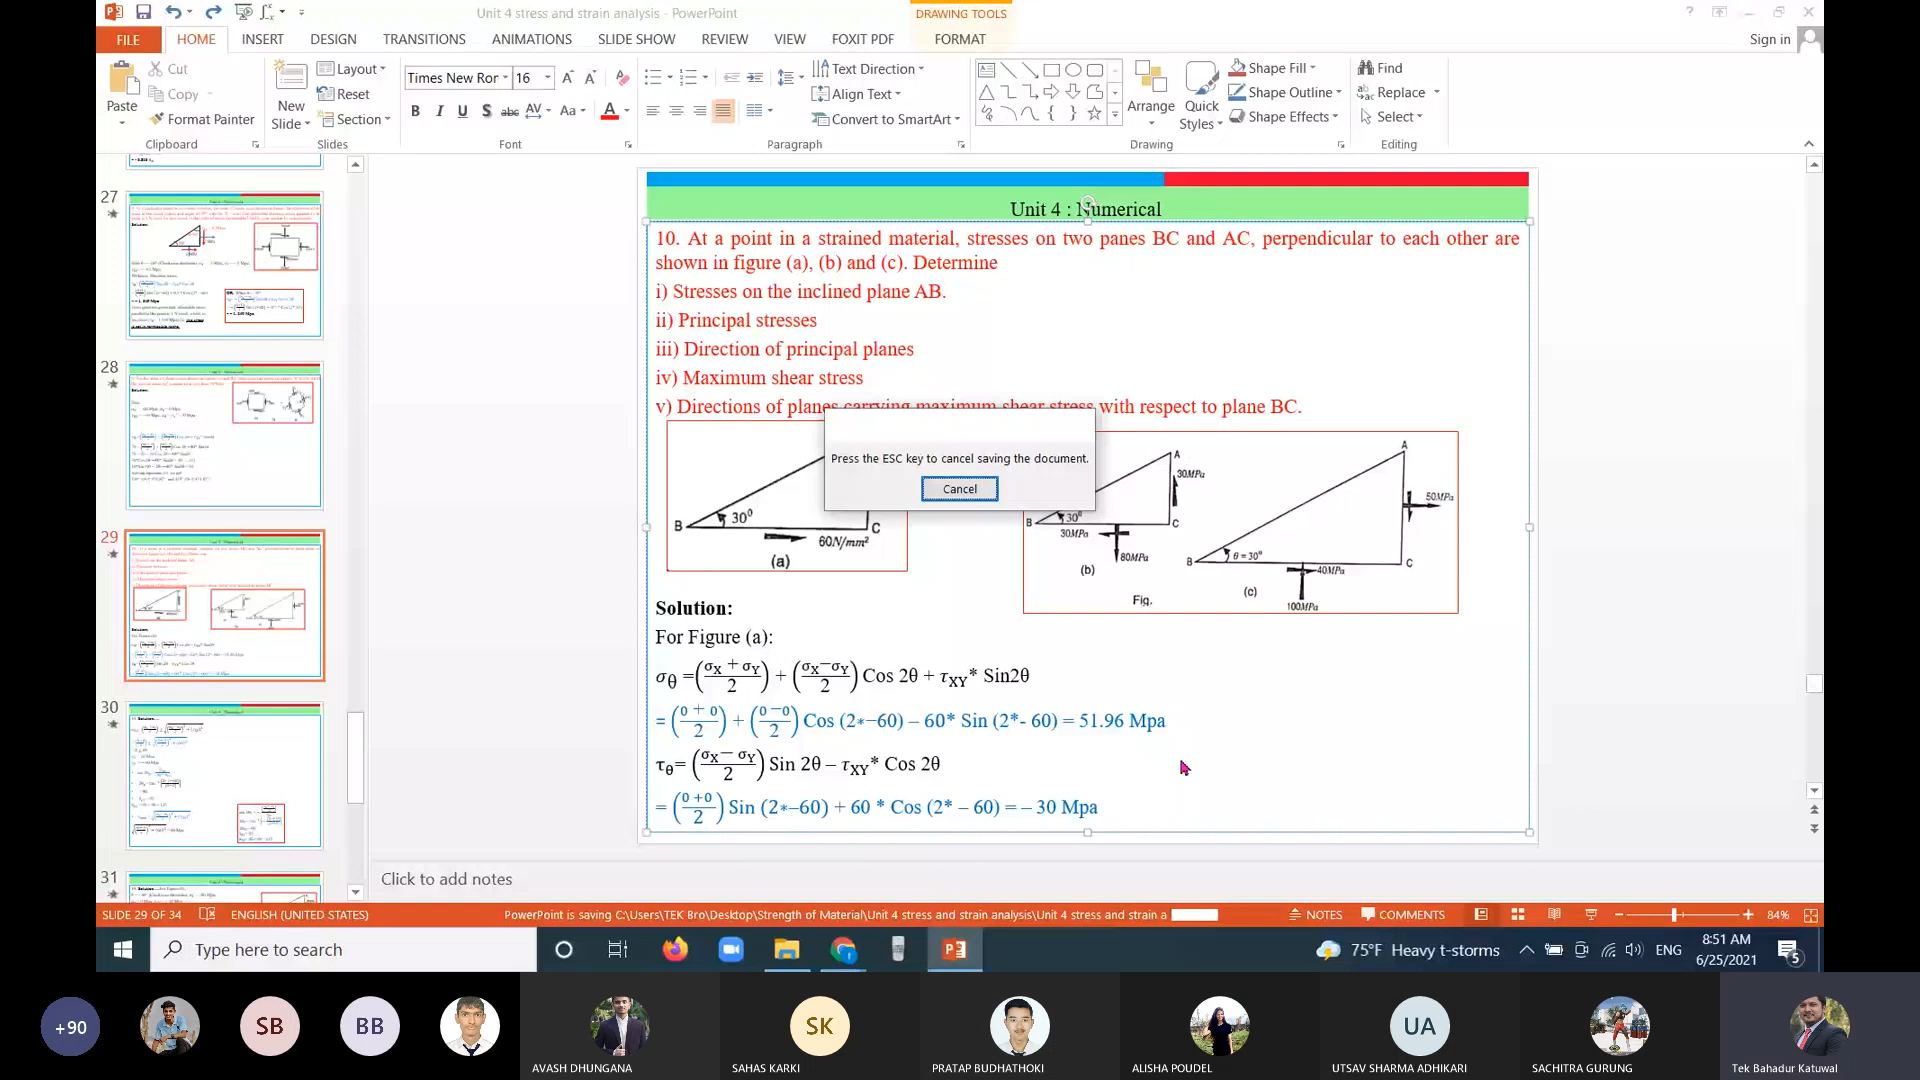 Unit 4 stress and strain analysis - PowerPoint
DRAWING TOOLS
FILE HOME INSERT DESIGN TRANSITIONS ANIMATIONS SLIDE SHOW REVIEW VIEW FOXIT PDF FORMAT
Sign in
Paste
Cut
Copy
Format Painter
Clipboard
New Slide
Layout
Reset
Section
Slides
Times New Ror 16
B I U S abc AV Aa A
Font
Text Direction
Align Text
Convert to SmartArt
Paragraph
Arrange
Quick Styles
Shape Fill
Shape Outline
Shape Effects
Drawing
Find
Replace
Select
Editing
27
28
29
30
31
Unit 4 : Numerical
10. At a point in a strained material, stresses on two panes BC and AC, perpendicular to each other are
shown in figure (a), (b) and (c). Determine
i) Stresses on the inclined plane AB.
ii) Principal stresses
iii) Direction of principal planes
iv) Maximum shear stress
v) Directions of planes carrying maximum shear stress with respect to plane BC.
Press the ESC key to cancel saving the document.
Cancel
B 30⁰ C
60N/mm²
(a)
A
30MPa
B 30° C
30MPa
80MPa
(b)
A
50MPa
B θ = 30° C
40MPa
100MPa
(c)
Fig.
Solution:
For Figure (a):
σθ =((σX + σY)/2) + ((σX−σY)/2) Cos 2θ + τXY* Sin2θ
= ((0 + 0)/2) + ((0 −0)/2) Cos (2∗−60) – 60* Sin (2*- 60) = 51.96 Mpa
τθ= ((σX− σY)/2) Sin 2θ – τXY* Cos 2θ
= ((0 +0)/2) Sin (2∗–60) + 60 * Cos (2* – 60) = – 30 Mpa
Click to add notes
SLIDE 29 OF 34 ENGLISH (UNITED STATES) PowerPoint is saving C:\Users\TEK Bro\Desktop\Strength of Material\Unit 4 stress and strain analysis\Unit 4 stress and strain a NOTES COMMENTS 84%
Type here to search
75°F Heavy t-storms ENG
8:51 AM
6/25/2021
5
+90 SB BB SK UA
AVASH DHUNGANA SAHAS KARKI PRATAP BUDHATHOKI ALISHA POUDEL UTSAV SHARMA ADHIKARI SACHITRA GURUNG Tek Bahadur Katuwal